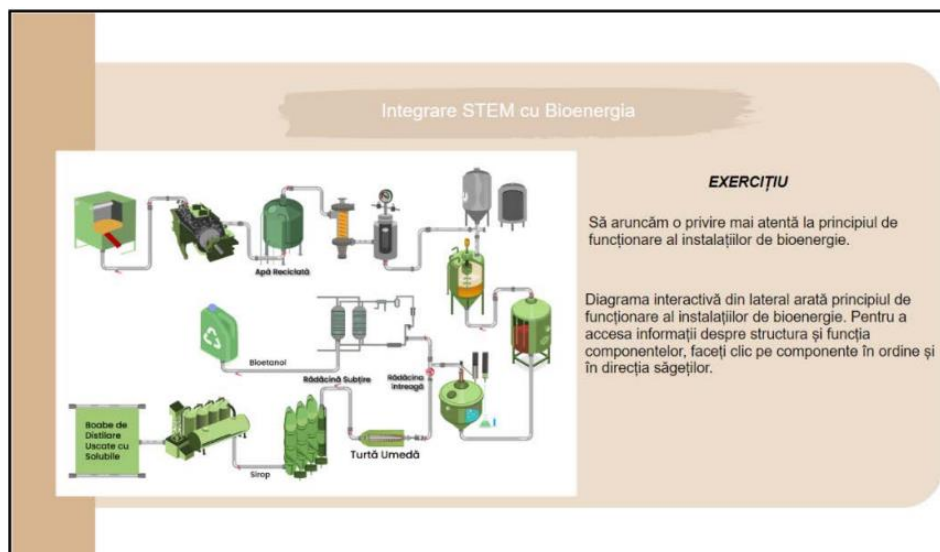 Integrare STEM cu Bioenergia
EXERCIȚIU
Să aruncăm o privire mai atentă la principiul de
funcționare al instalațiilor de bioenergie.
Diagrama interactivă din lateral arată principiul de
funcționare al instalațiilor de bioenergie. Pentru a
accesa informații despre structura și funcția
componentelor, faceți clic pe componente în ordine și
în direcția săgeților.
Apă Reciclată
Bioetanol
Rădăcină Subțire
Rădăcina
Întreagă
Boabe de
Distilare
Uscate cu
Solubile
Sirop
Turtă Umedă